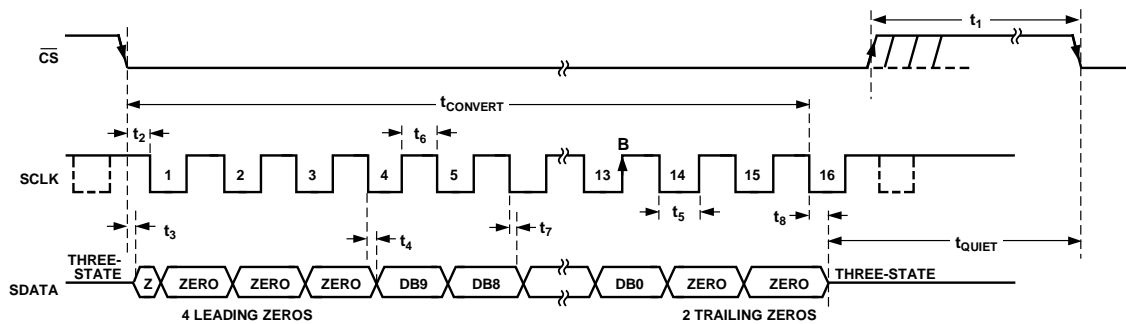 t1
CS
tCONVERT
t2 t6 B
SCLK 1 2 3 4 5 13 14 15 16
t3 t4 t7 t5 t8 tQUIET
THREE-STATE THREE-STATE
SDATA Z ZERO ZERO ZERO DB9 DB8 DB0 ZERO ZERO
4 LEADING ZEROS 2 TRAILING ZEROS